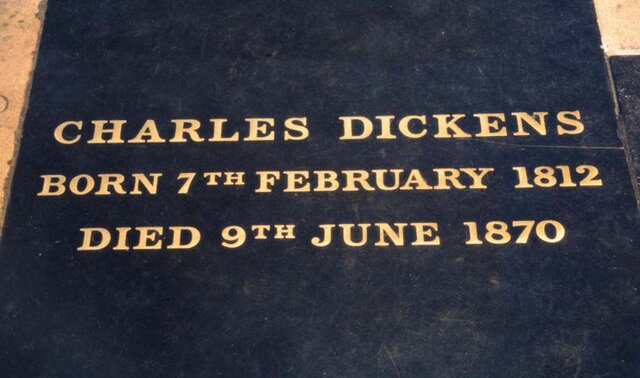 CHARLES DICKENS
BORN 7TH FEBRUARY 1812
DIED 9TH JUNE 1870